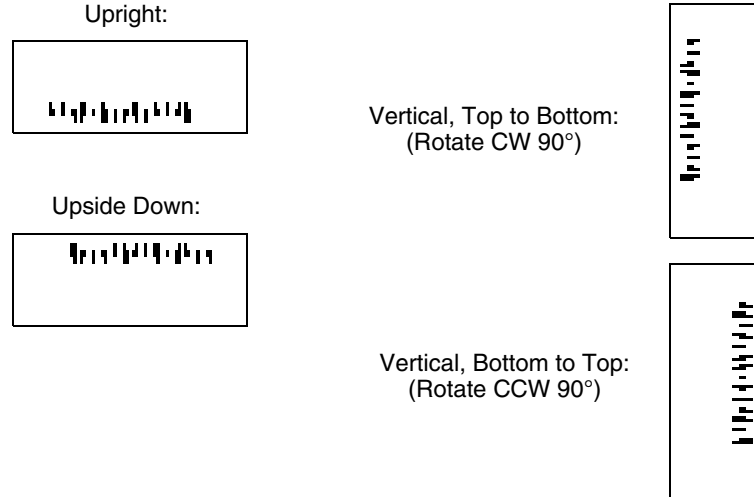 Upright:
Vertical, Top to Bottom:
(Rotate CW 90°)
Upside Down:
Vertical, Bottom to Top:
(Rotate CCW 90°)